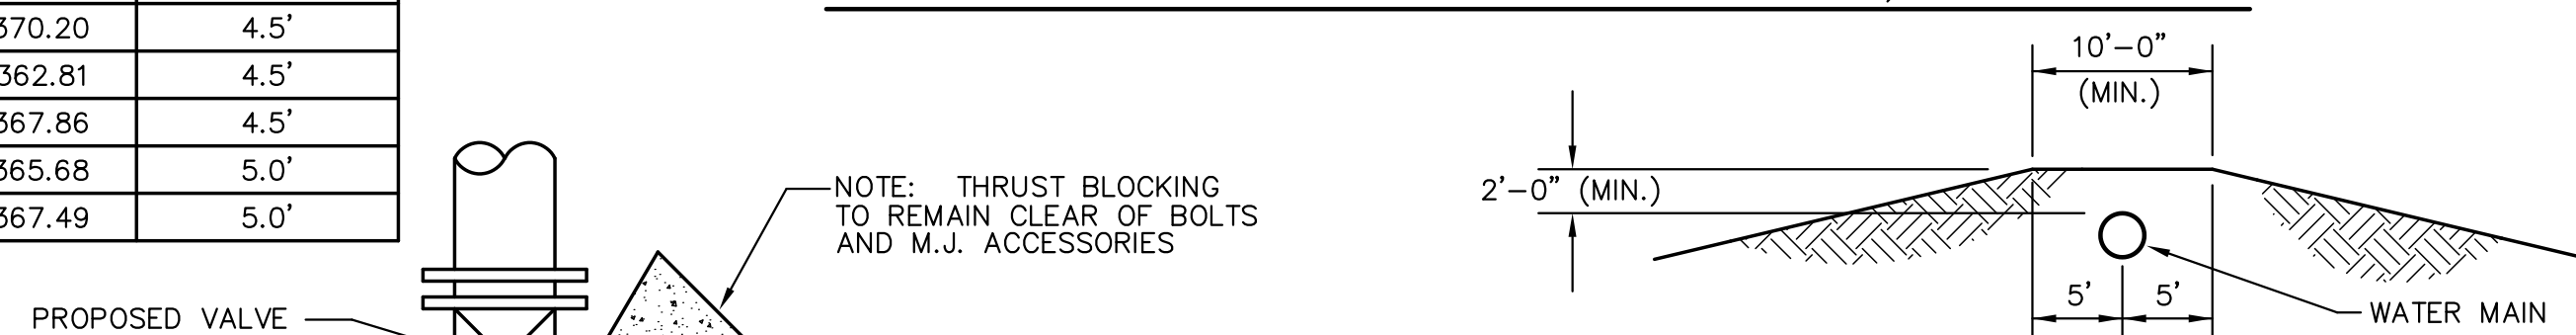 370.20 4.5'
362.81 4.5'
367.86 4.5'
365.68 5.0'
367.49 5.0'
PROPOSED VALVE
NOTE: THRUST BLOCKING
TO REMAIN CLEAR OF BOLTS
AND M.J. ACCESSORIES
10'-0"
(MIN.)
2'-0" (MIN.)
5' 5'
WATER MAIN